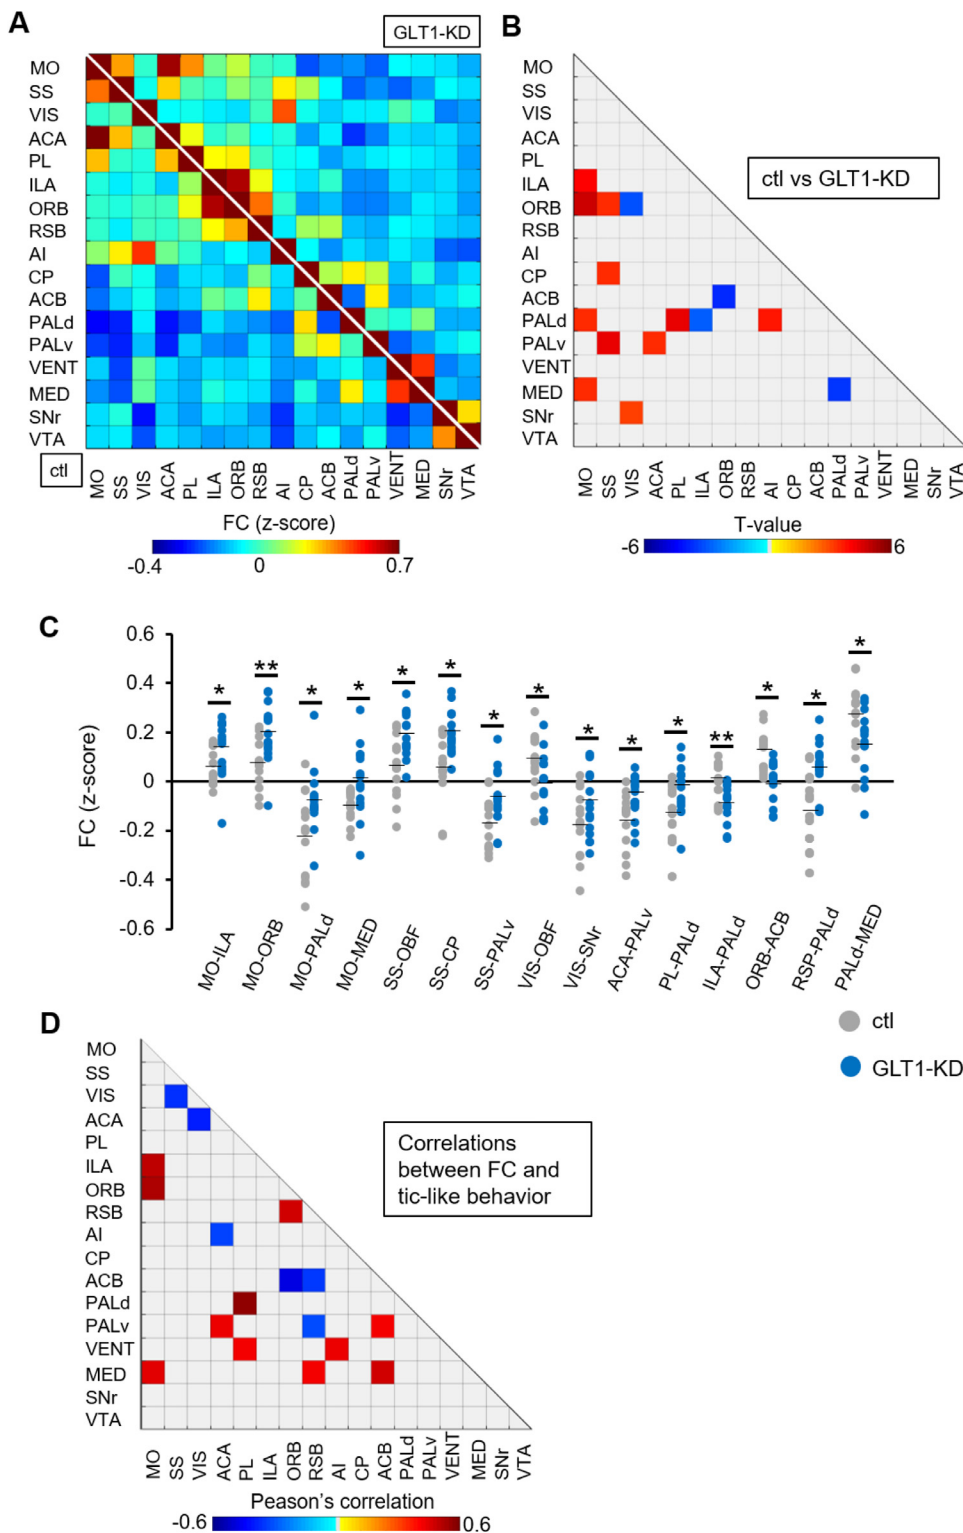 A
GLT1-KD
MO
SS
VIS
ACA
PL
ILA
ORB
RSB
AI
CP
ACB
PALd
PALv
VENT
MED
SNr
VTA
ctl
MO SS VIS ACA PL ILA ORB RSB AI CP ACB PALd PALv VENT MED SNr VTA
FC (z-score)
-0.4 0 0.7
B
MO
SS
VIS
ACA
PL
ILA
ORB
RSB
AI
CP
ACB
PALd
PALv
VENT
MED
SNr
VTA
ctl vs GLT1-KD
MO SS VIS ACA PL ILA ORB RSB AI CP ACB PALd PALv VENT MED SNr VTA
T-value
-6 6
C
FC (z-score)
0.6
0.4
0.2
0
-0.2
-0.4
-0.6
* ** * * * * * * * * * ** * * *
MO-ILA MO-ORB MO-PALd MO-MED SS-OBF SS-CP SS-PALv VIS-OBF VIS-SNr ACA-PALv PL-PALd ILA-PALd ORB-ACB RSP-PALd PALd-MED
ctl
GLT1-KD
D
MO
SS
VIS
ACA
PL
ILA
ORB
RSB
AI
CP
ACB
PALd
PALv
VENT
MED
SNr
VTA
Correlations
between FC and
tic-like behavior
MO SS VIS ACA PL ILA ORB RSB AI CP ACB PALd PALv VENT MED SNr VTA
Peason's correlation
-0.6 0.6